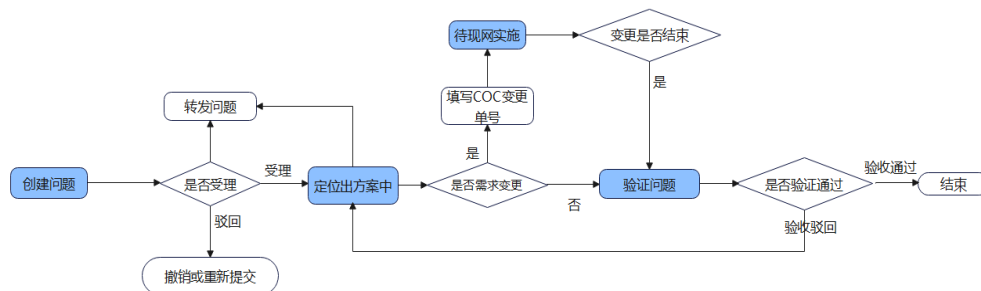 待现网实施
变更是否结束
是
填写COC变更
单号
转发问题
是
受理
验收通过
创建问题
是否受理
定位出方案中
是否需求变更
验证问题
是否验证通过
结束
否
驳回
验收驳回
撤销或重新提交